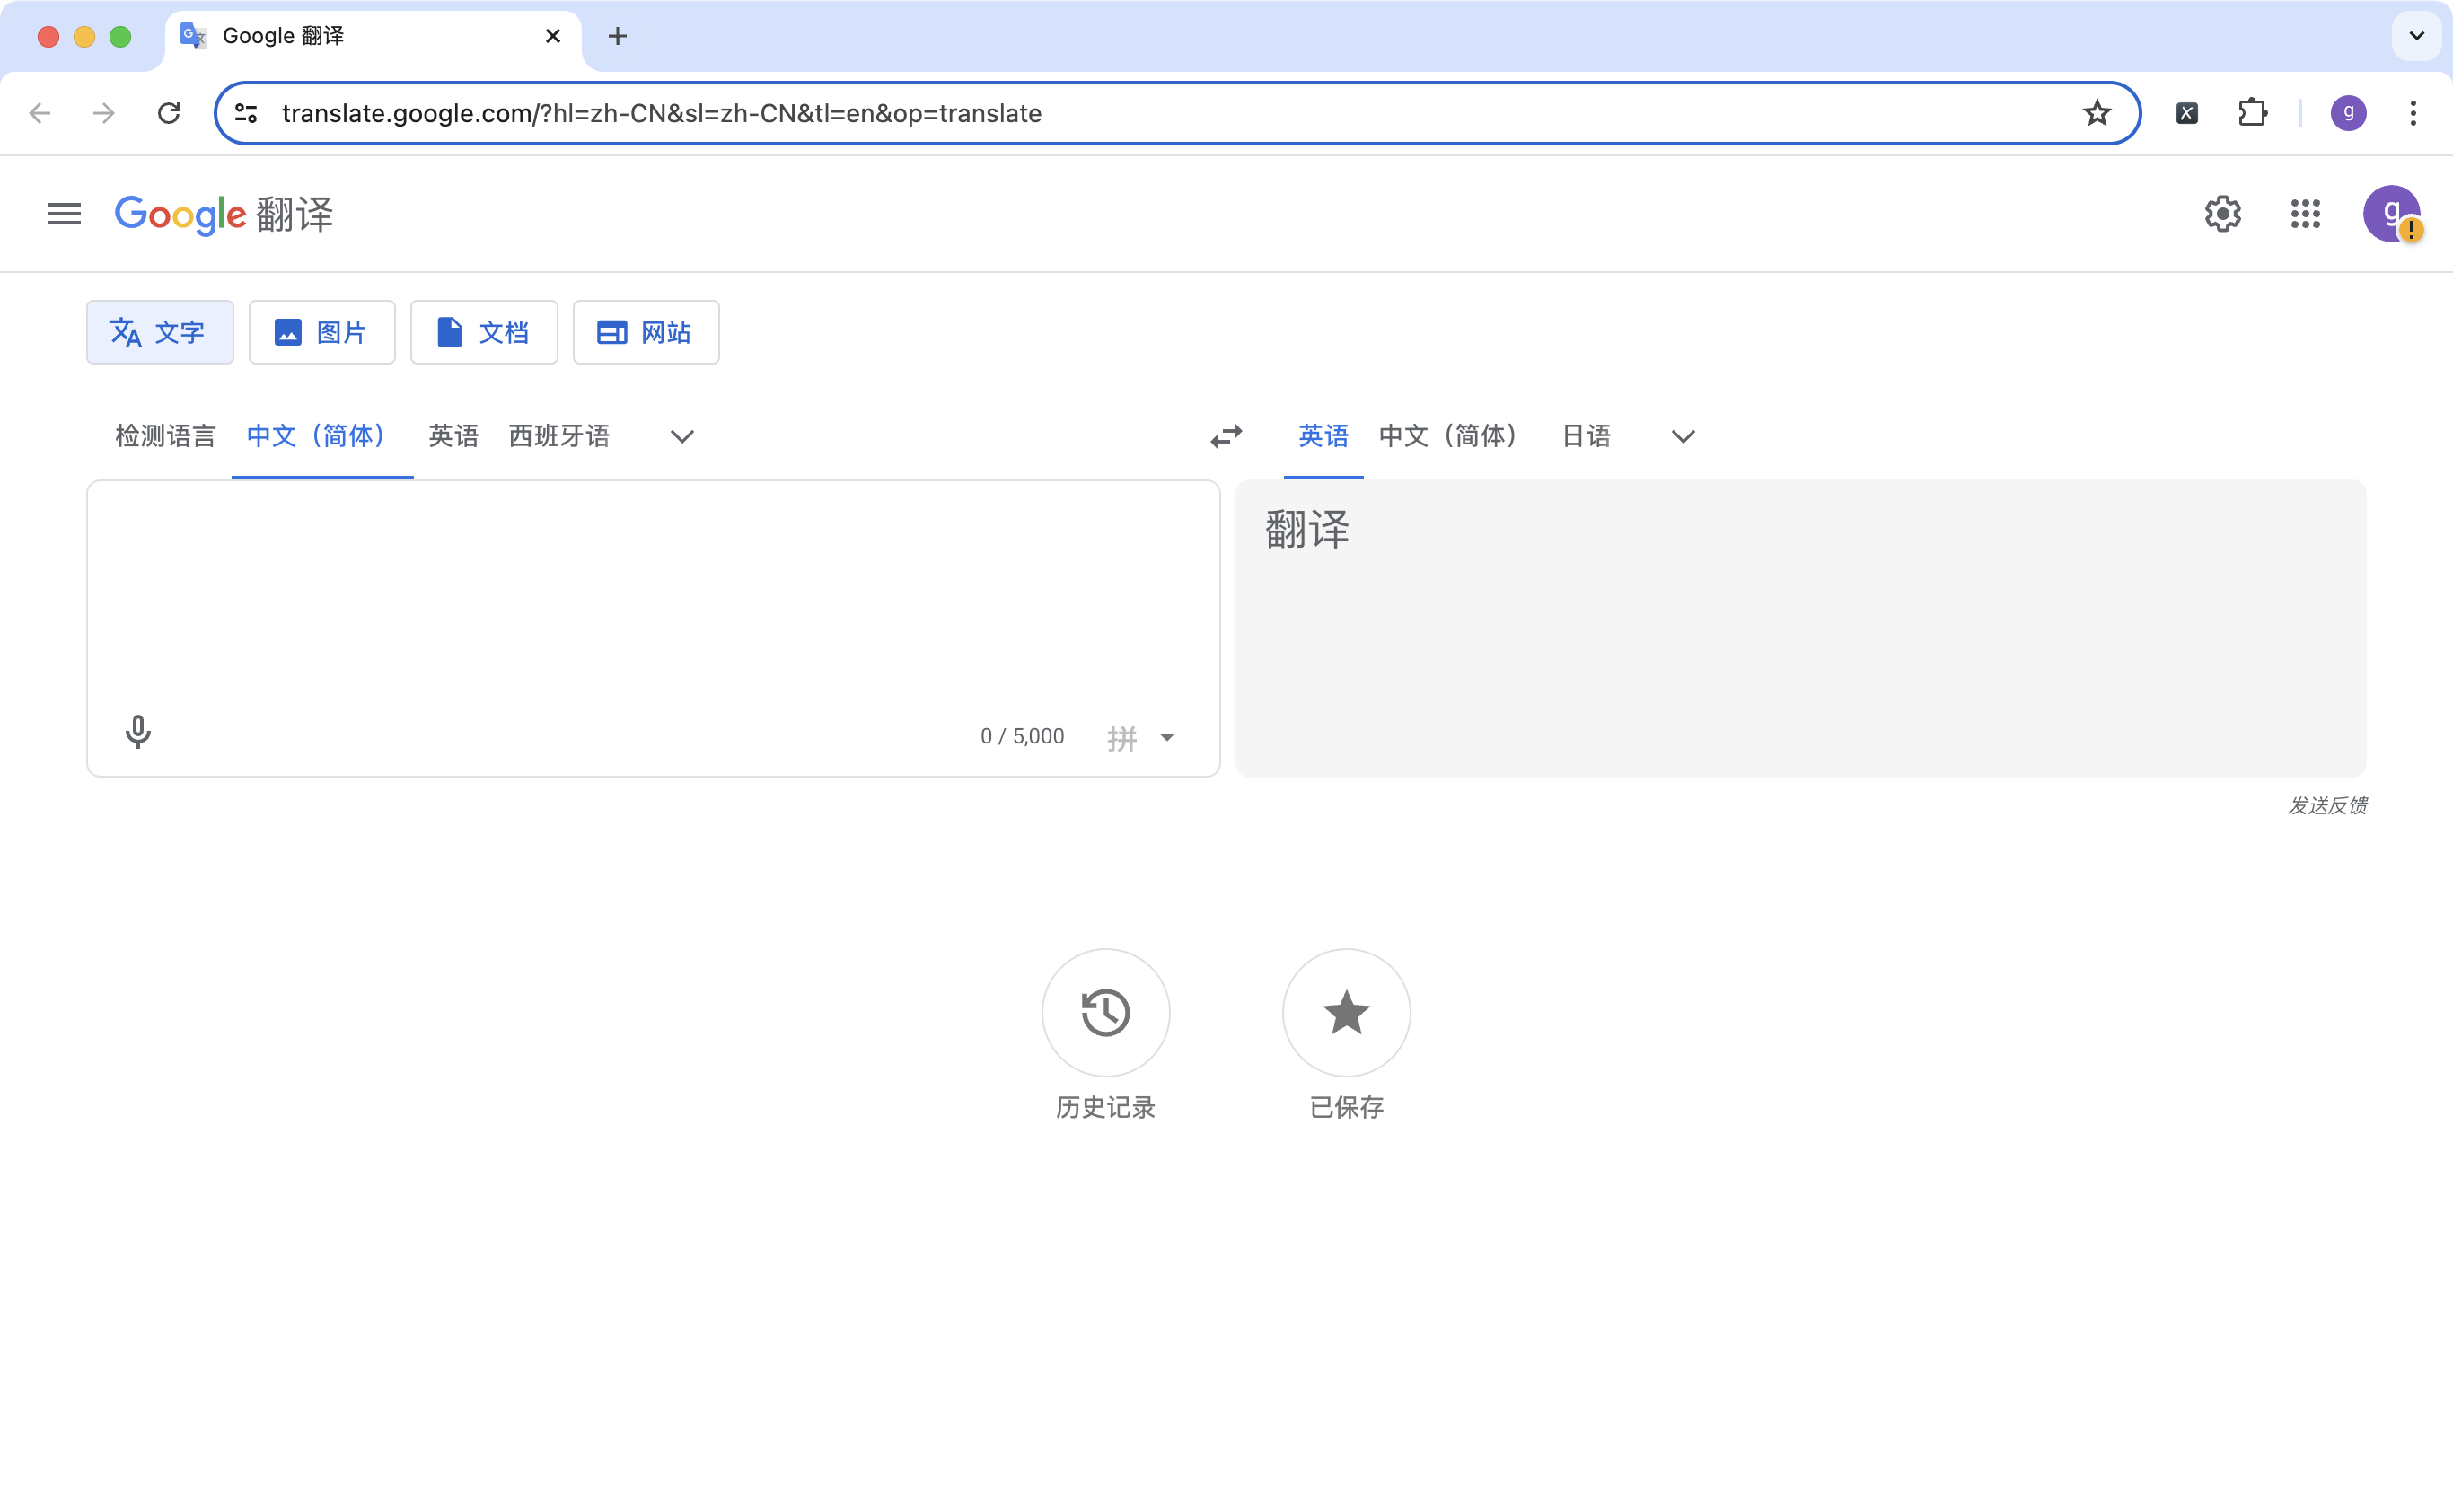 Google 翻译
translate.google.com/?hl=zh-CN&sl=zh-CN&tl=en&op=translate
g
Google 翻译
g
文字
图片
文档
网站
检测语言 中文（简体） 英语 西班牙语
英语 中文（简体） 日语
翻译
0 / 5,000
拼
发送反馈
历史记录
已保存